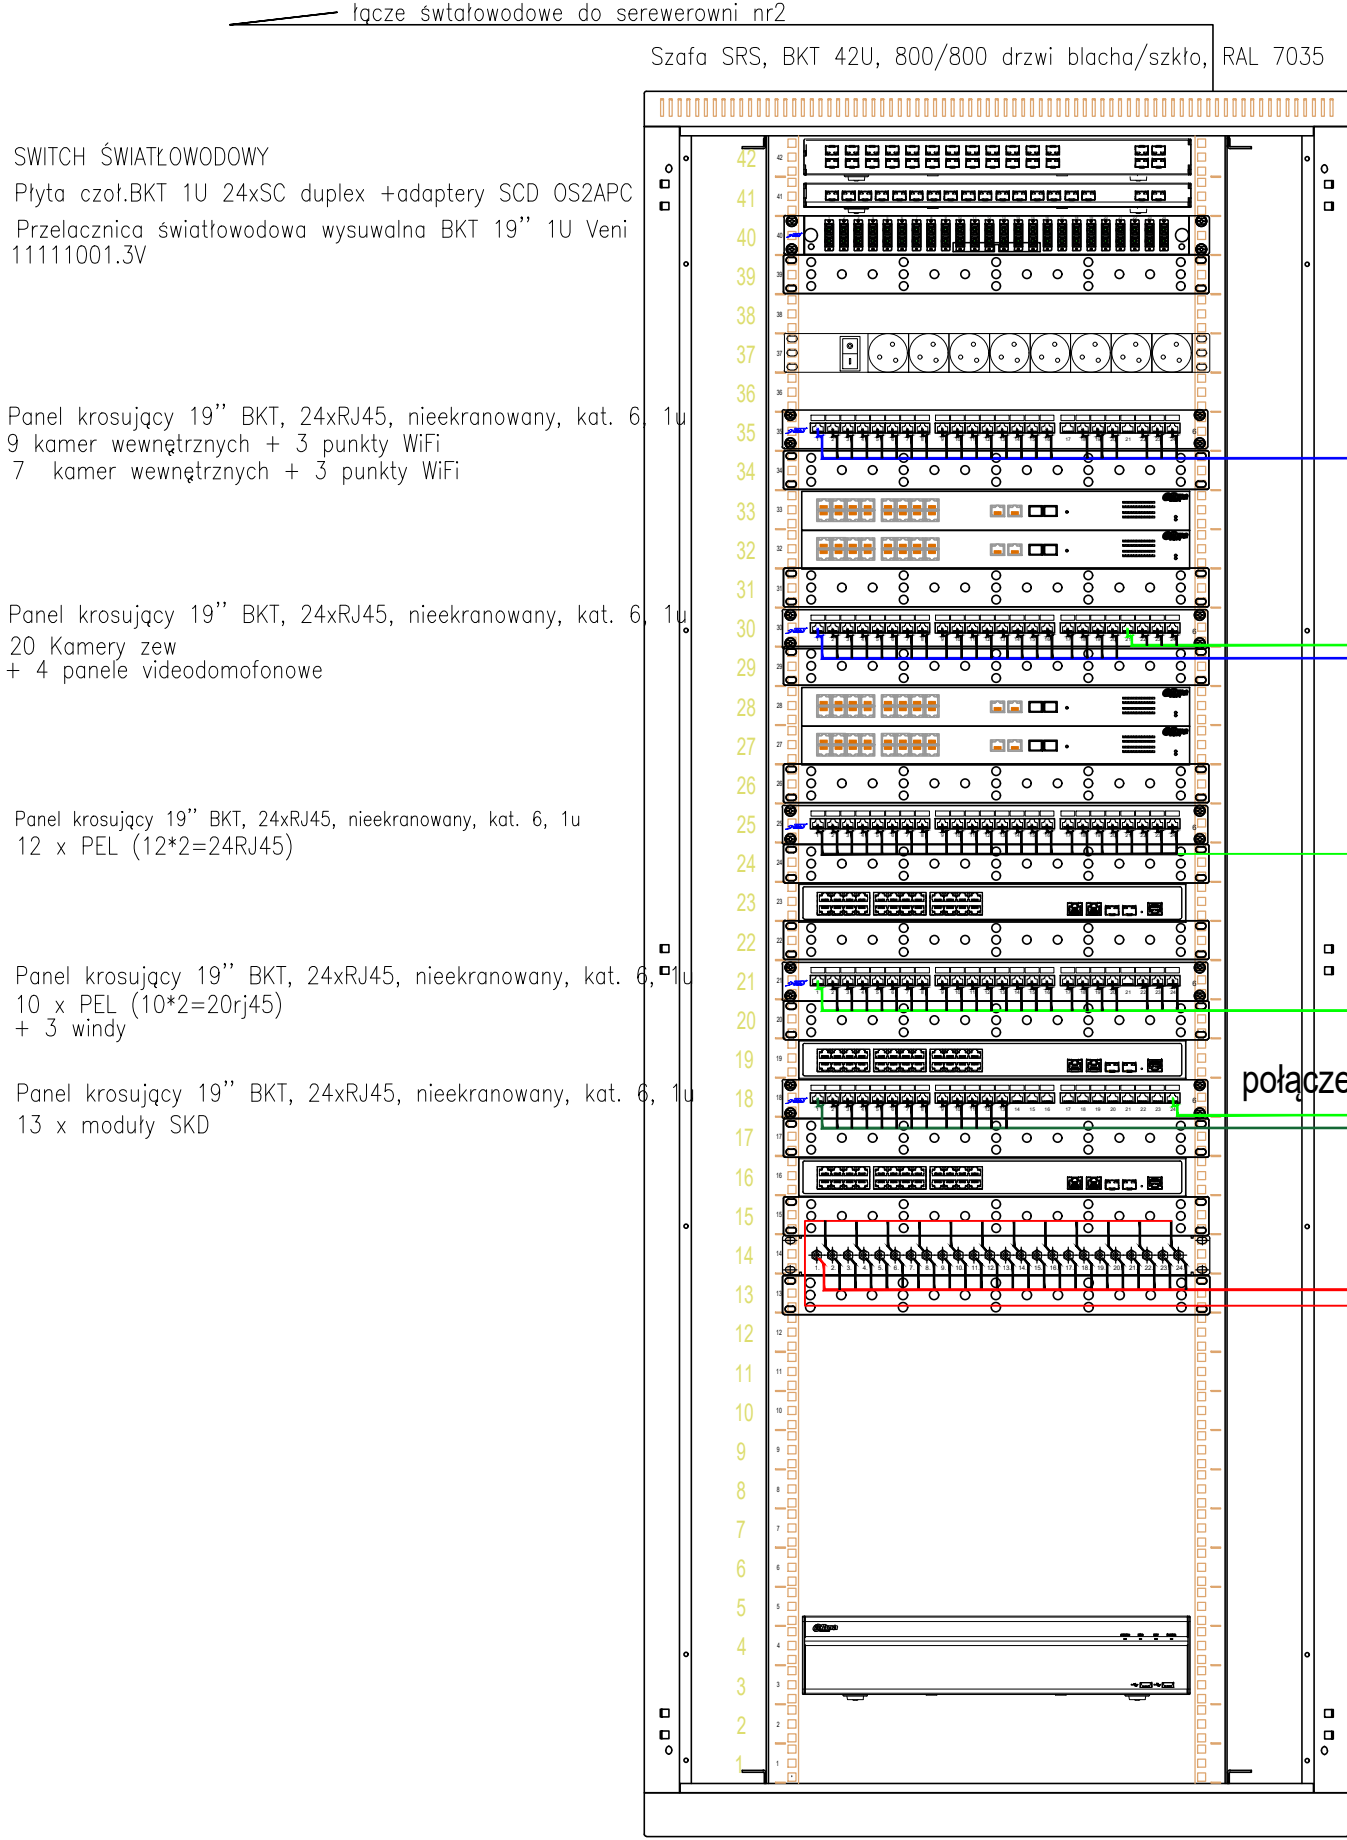 łącze śwtałowodowe do serewerowni nr2
Szafa SRS, BKT 42U, 800/800 drzwi blacha/szkło, RAL 7035
SWITCH ŚWIATŁOWODOWY
Płyta czoł.BKT 1U 24xSC duplex +adaptery SCD OS2APC
Przelacznica światłowodowa wysuwalna BKT 19'' 1U Veni
11111001.3V
Panel krosujący 19'' BKT, 24xRJ45, nieekranowany, kat. 6, 1u
9 kamer wewnętrznych + 3 punkty WiFi
7 kamer wewnętrznych + 3 punkty WiFi
Panel krosujący 19'' BKT, 24xRJ45, nieekranowany, kat. 6, 1u
20 Kamery zew
+ 4 panele videodomofonowe
Panel krosujący 19'' BKT, 24xRJ45, nieekranowany, kat. 6, 1u
12 x PEL (12*2=24RJ45)
Panel krosujący 19'' BKT, 24xRJ45, nieekranowany, kat. 6, 1u
10 x PEL (10*2=20rj45)
+ 3 windy
Panel krosujący 19'' BKT, 24xRJ45, nieekranowany, kat. 6, 1u
13 x moduły SKD
połącze
42
41
40
39
38
37
36
35
34
33
32
31
30
29
28
27
26
25
24
23
22
21
20
19
18
17
16
15
14
13
12
11
10
9
8
7
6
5
4
3
2
1